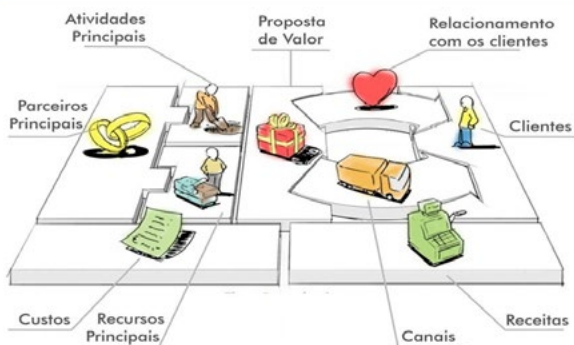 Atividades
Principais
Proposta
de Valor
Relacionamento
com os clientes
Parceiros
Principais
Clientes
Custos
Recursos
Principais
Canais
Receitas